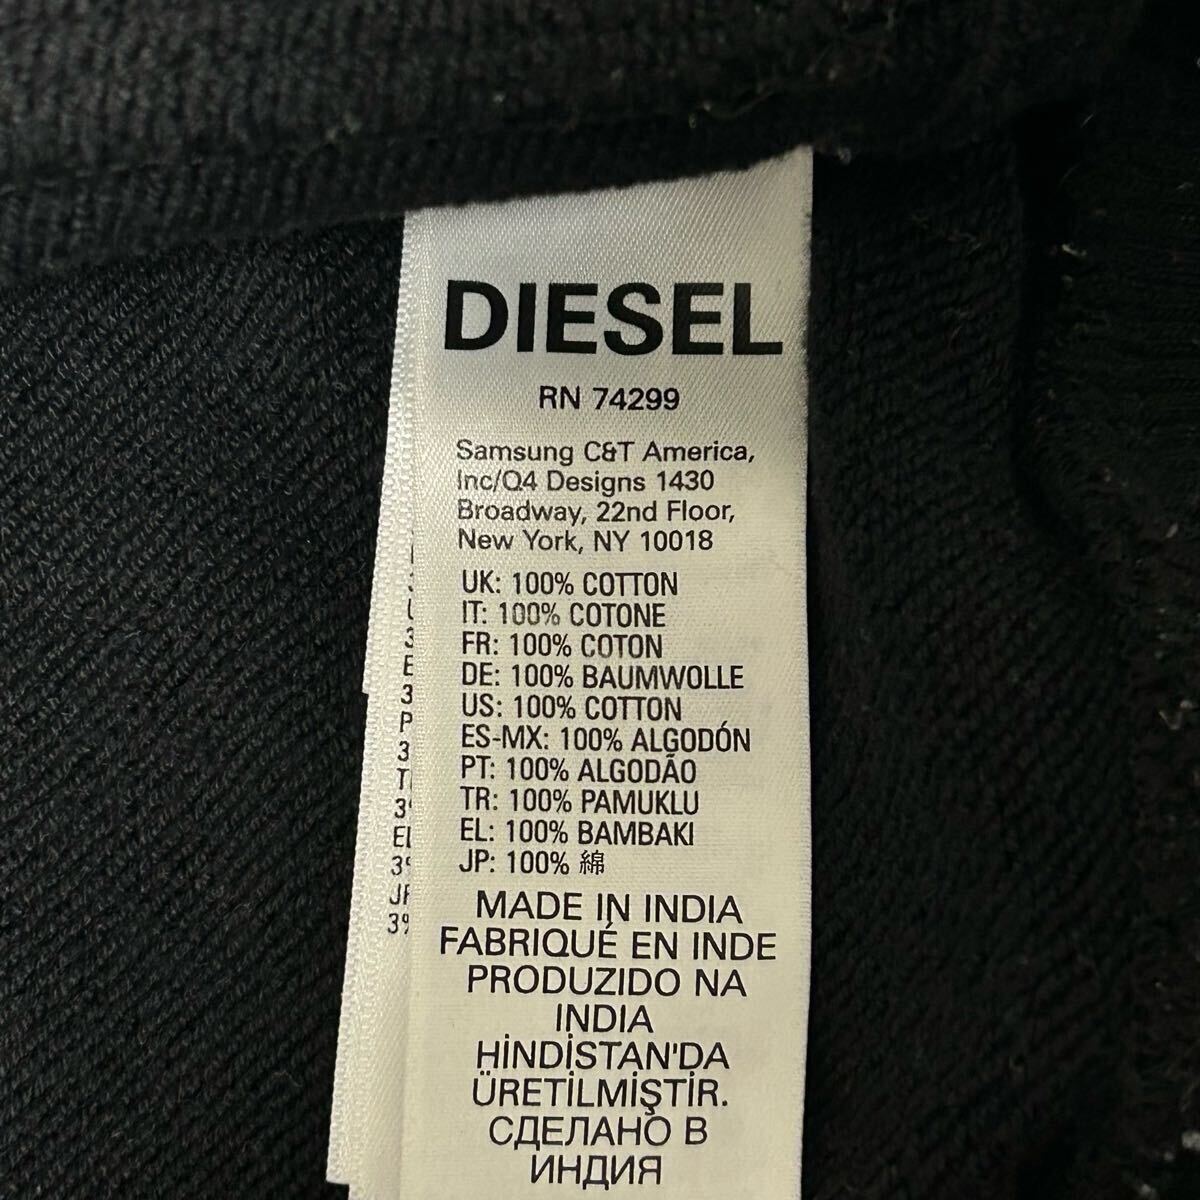 DIESEL
RN 74299
Samsung C&T America,
Inc/Q4 Designs 1430
Broadway, 22nd Floor,
New York, NY 10018
UK: 100% COTTON
IT: 100% COTONE
FR: 100% COTON
DE: 100% BAUMWOLLE
US: 100% COTTON
ES-MX: 100% ALGODÓN
PT: 100% ALGODÃO
TR: 100% PAMUKLU
EL: 100% BAMBAKI
JP: 100% 綿
MADE IN INDIA
FABRIQUÉ EN INDE
PRODUZIDO NA
INDIA
HİNDİSTAN'DA
ÜRETİLMİŞTİR.
СДЕЛАНО В
ИНДИЯ